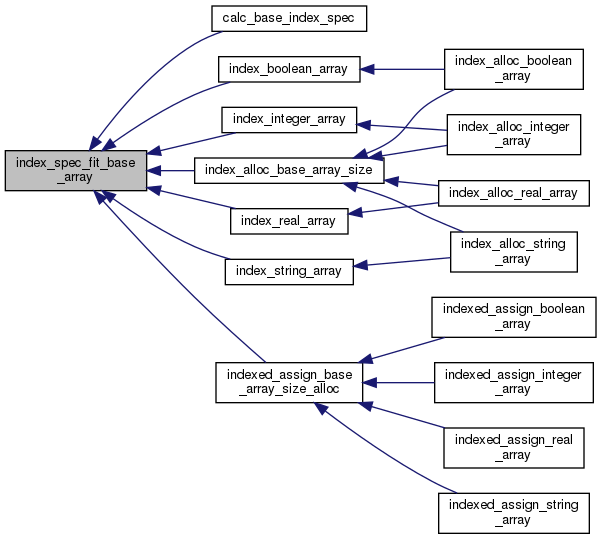 calc_base_index_spec
index_boolean_array
index_alloc_boolean
_array
index_integer_array
index_alloc_integer
_array
index_spec_fit_base
_array
index_alloc_base_array_size
index_alloc_real_array
index_real_array
index_alloc_string
_array
index_string_array
indexed_assign_boolean
_array
indexed_assign_base
_array_size_alloc
indexed_assign_integer
_array
indexed_assign_real
_array
indexed_assign_string
_array